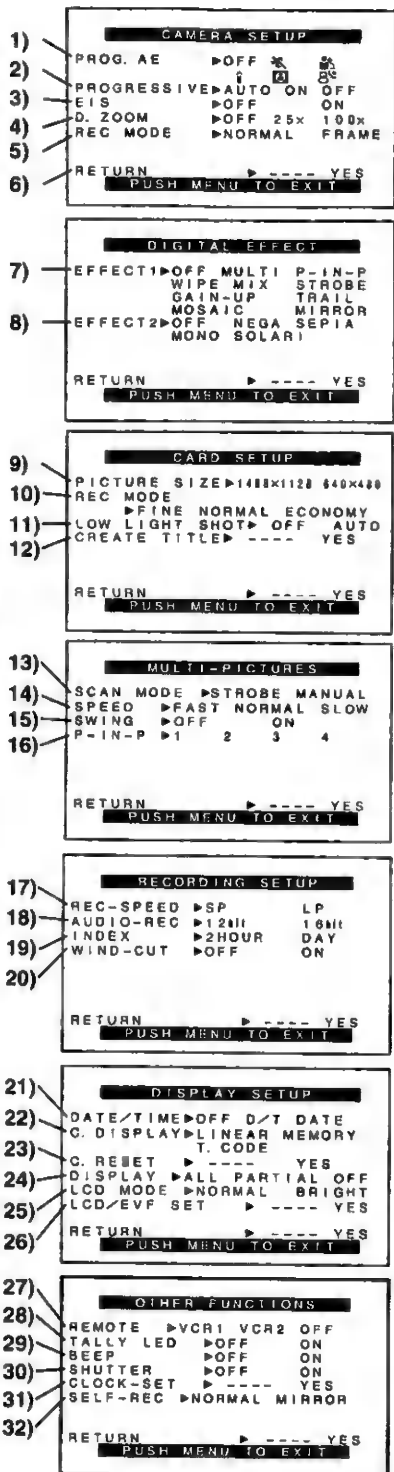 CAMERA SETUP
1) PROG. AE ▶OFF
2) PROGRESSIVE▶AUTO ON OFF
3) EIS ▶OFF ON
4) D. ZOOM ▶OFF 25x 100x
5) REC MODE ▶NORMAL FRAME
6) RETURN ▶ ---- YES
PUSH MENU TO EXIT
DIGITAL EFFECT
7) EFFECT1▶OFF MULTI P-IN-P
WIPE MIX STROBE
GAIN-UP TRAIL
MOSAIC MIRROR
8) EFFECT2▶OFF NEGA SEPIA
MONO SOLARI
RETURN ▶ ---- YES
PUSH MENU TO EXIT
CARD SETUP
9) PICTURE SIZE▶1488×1128 640×480
10) REC MODE
▶FINE NORMAL ECONOMY
11) LOW LIGHT SHOT▶ OFF AUTO
12) CREATE TITLE▶ ---- YES
RETURN ▶ ---- YES
PUSH MENU TO EXIT
MULTI-PICTURES
13) SCAN MODE ▶STROBE MANUAL
14) SPEED ▶FAST NORMAL SLOW
15) SWING ▶OFF ON
16) P-IN-P ▶1 2 3 4
RETURN ▶ ---- YES
PUSH MENU TO EXIT
RECORDING SETUP
17) REC-SPEED ▶SP LP
18) AUDIO-REC ▶12bit 16bit
19) INDEX ▶2HOUR DAY
20) WIND-CUT ▶OFF ON
RETURN ▶ ---- YES
PUSH MENU TO EXIT
DISPLAY SETUP
21) DATE/TIME▶OFF D/T DATE
22) C. DISPLAY▶LINEAR MEMORY
T. CODE
23) C. RESET ▶ ---- YES
24) DISPLAY ▶ALL PARTIAL OFF
25) LCD MODE ▶NORMAL BRIGHT
26) LCD/EVF SET ▶ ---- YES
RETURN ▶ ---- YES
PUSH MENU TO EXIT
OTHER FUNCTIONS
27) REMOTE ▶VCR1 VCR2 OFF
28) TALLY LED ▶OFF ON
29) BEEP ▶OFF ON
30) SHUTTER ▶OFF ON
31) CLOCK-SET ▶ ---- YES
32) SELF-REC ▶NORMAL MIRROR
RETURN ▶ ---- YES
PUSH MENU TO EXIT